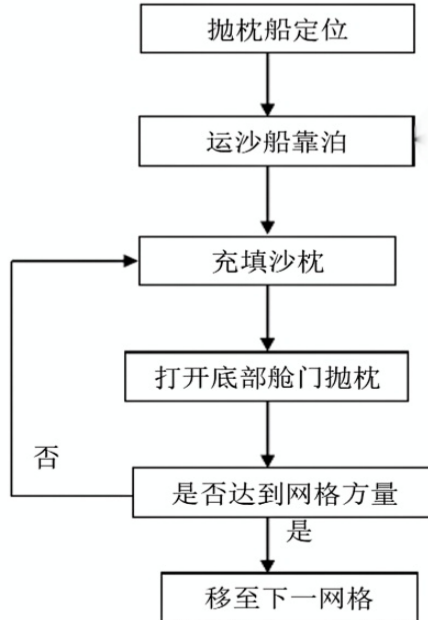 抛枕船定位
运沙船靠泊
充填沙枕
打开底部舱门抛枕
否
是否达到网格方量
是
移至下一网格